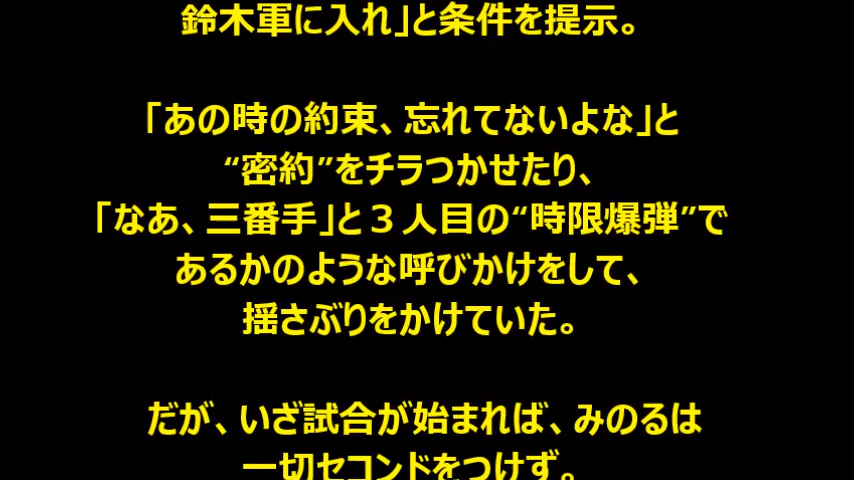 鈴木軍に入れ」と条件を提示。
「あの時の約束、忘れてないよな」と
“密約”をチラつかせたり、
「なあ、三番手」と３人目の“時限爆弾”で
あるかのような呼びかけをして、
揺さぶりをかけていた。
だが、いざ試合が始まれば、みのるは
一切セコンドをつけず。